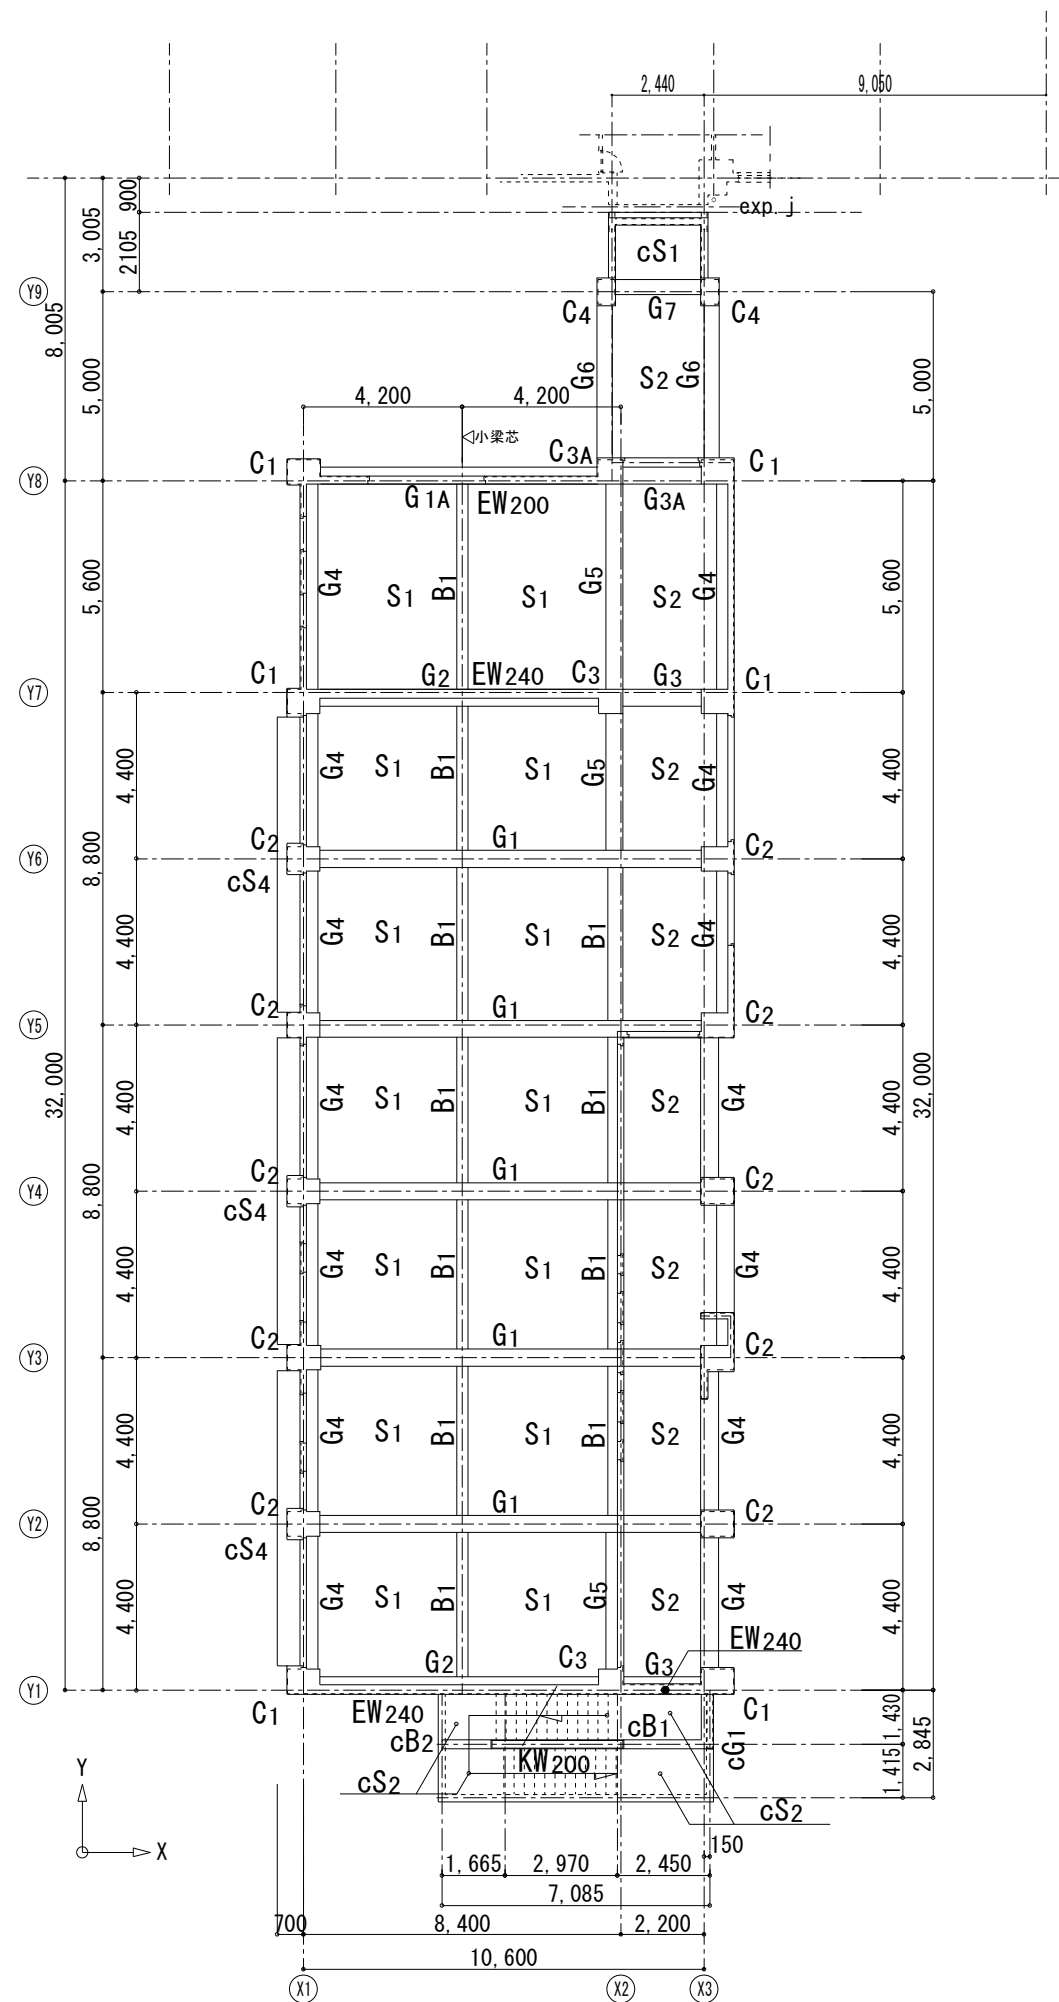 2,440
9,050
900
3,005
2105
exp. j
cS1
Y9
C4
G7
C4
8,005
5,000
G6
S2
G6
5,000
4,200
4,200
小梁芯
C1
C3A
C1
Y8
G1A
EW200
G3A
5,600
G4
S1
B1
S1
G5
S2
G4
5,600
C1
G2
EW240
C3
G3
C1
Y7
4,400
G4
S1
B1
S1
G5
S2
G4
4,400
C2
G1
C2
Y6
8,800
cS4
4,400
G4
S1
B1
S1
B1
S2
G4
4,400
C2
G1
C2
Y5
32,000
32,000
4,400
G4
S1
B1
S1
B1
S2
G4
4,400
C2
G1
C2
Y4
8,800
cS4
4,400
G4
S1
B1
S1
B1
S2
G4
4,400
C2
G1
C2
Y3
4,400
G4
S1
B1
S1
B1
S2
G4
4,400
C2
G1
C2
Y2
8,800
cS4
4,400
G4
S1
B1
S1
G5
S2
G4
4,400
EW240
G2
C3
G3
Y1
C1
EW240
cB2
cB1
C1
cG1
1,430
1,415
2,845
KW200
cS2
cS2
Y
X
150
1,665
2,970
2,450
7,085
700
8,400
2,200
10,600
X1
X2
X3